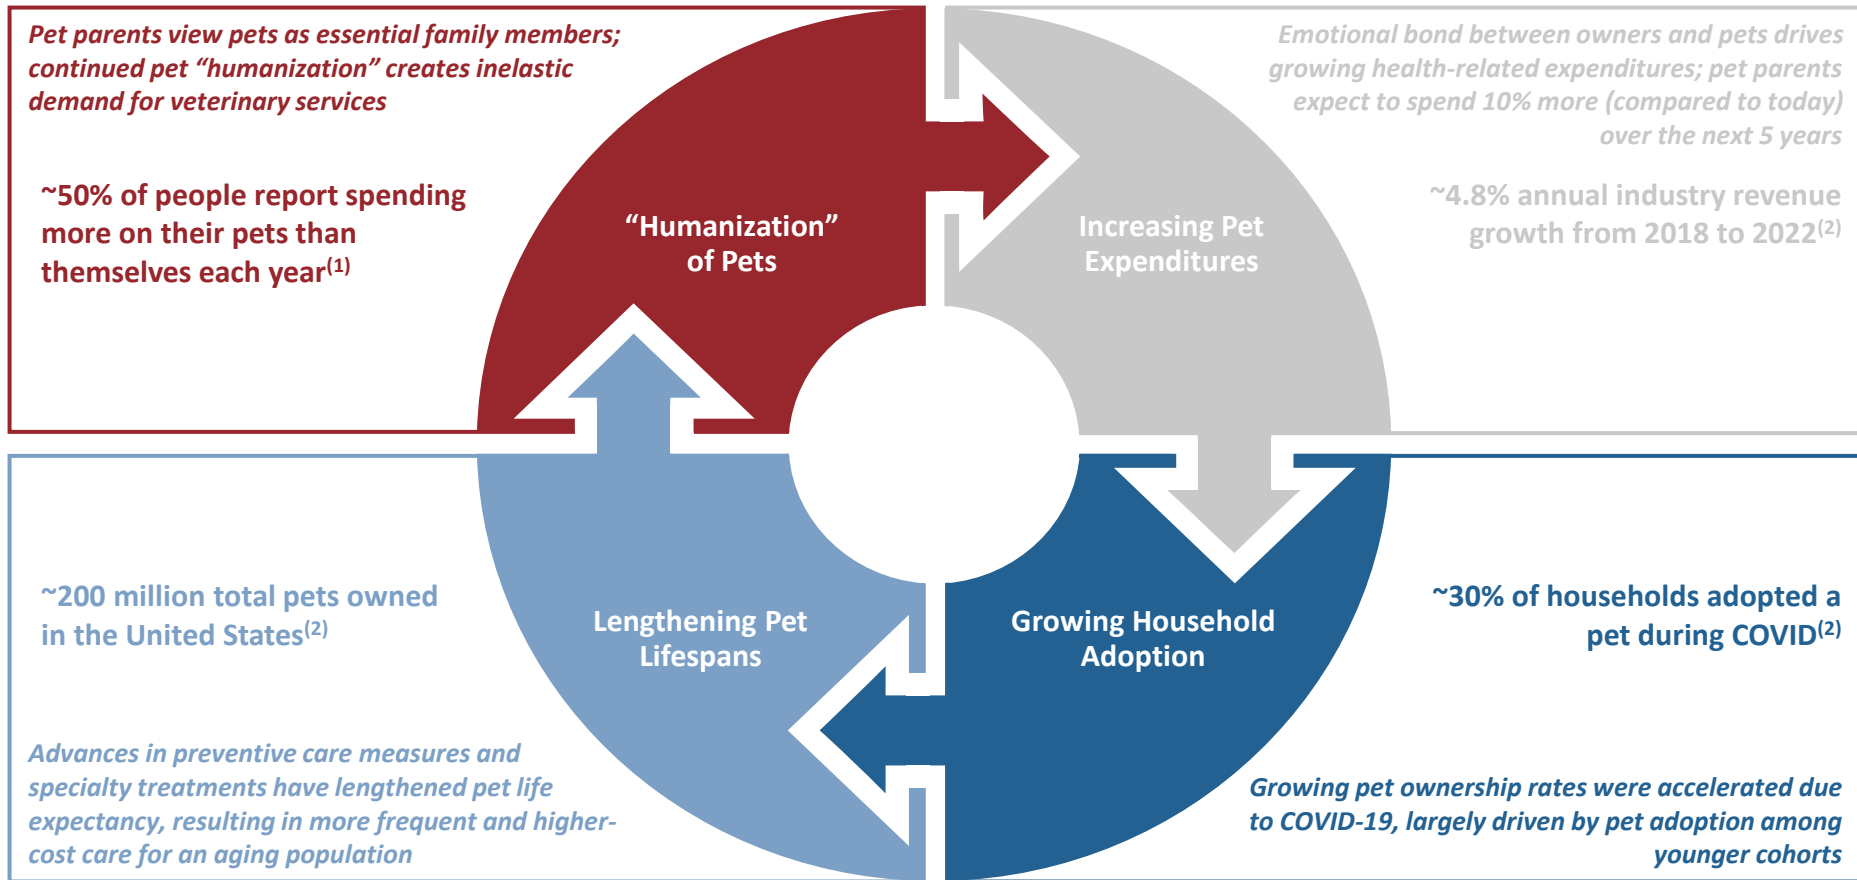 Pet parents view pets as essential family members;
continued pet “humanization” creates inelastic
demand for veterinary services
~50% of people report spending
more on their pets than
themselves each year(1)
“Humanization”
of Pets
Increasing Pet
Expenditures
Emotional bond between owners and pets drives
growing health-related expenditures; pet parents
expect to spend 10% more (compared to today)
over the next 5 years
~4.8% annual industry revenue
growth from 2018 to 2022(2)
~200 million total pets owned
in the United States(2)
Advances in preventive care measures and
specialty treatments have lengthened pet life
expectancy, resulting in more frequent and higher-
cost care for an aging population
Lengthening Pet
Lifespans
Growing Household
Adoption
~30% of households adopted a
pet during COVID(2)
Growing pet ownership rates were accelerated due
to COVID-19, largely driven by pet adoption among
younger cohorts